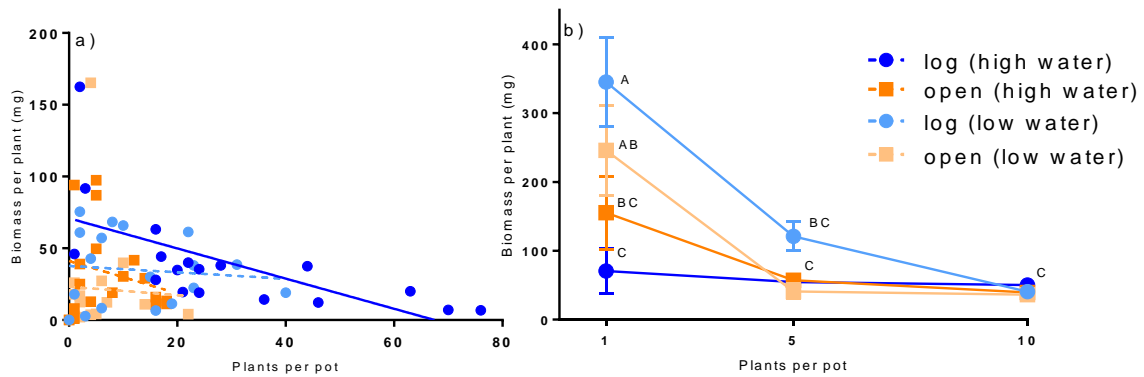 a)
200
150
100
50
0
Biomass per plant (mg)
0
20
40
60
80
Plants per pot
b)
400
300
200
100
0
Biomass per plant (mg)
A
AB
BC
C
BC
C
C
1
5
10
Plants per pot
log (high water)
open (high water)
log (low water)
open (low water)